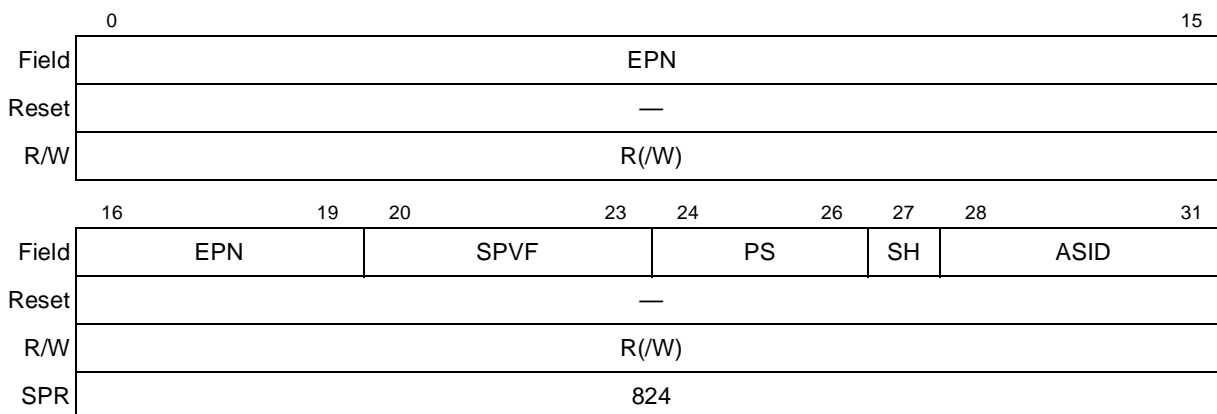 0 15
Field EPN
Reset —
R/W R(/W)
16 19 20 23 24 26 27 28 31
Field EPN SPVF PS SH ASID
Reset —
R/W R(/W)
SPR 824